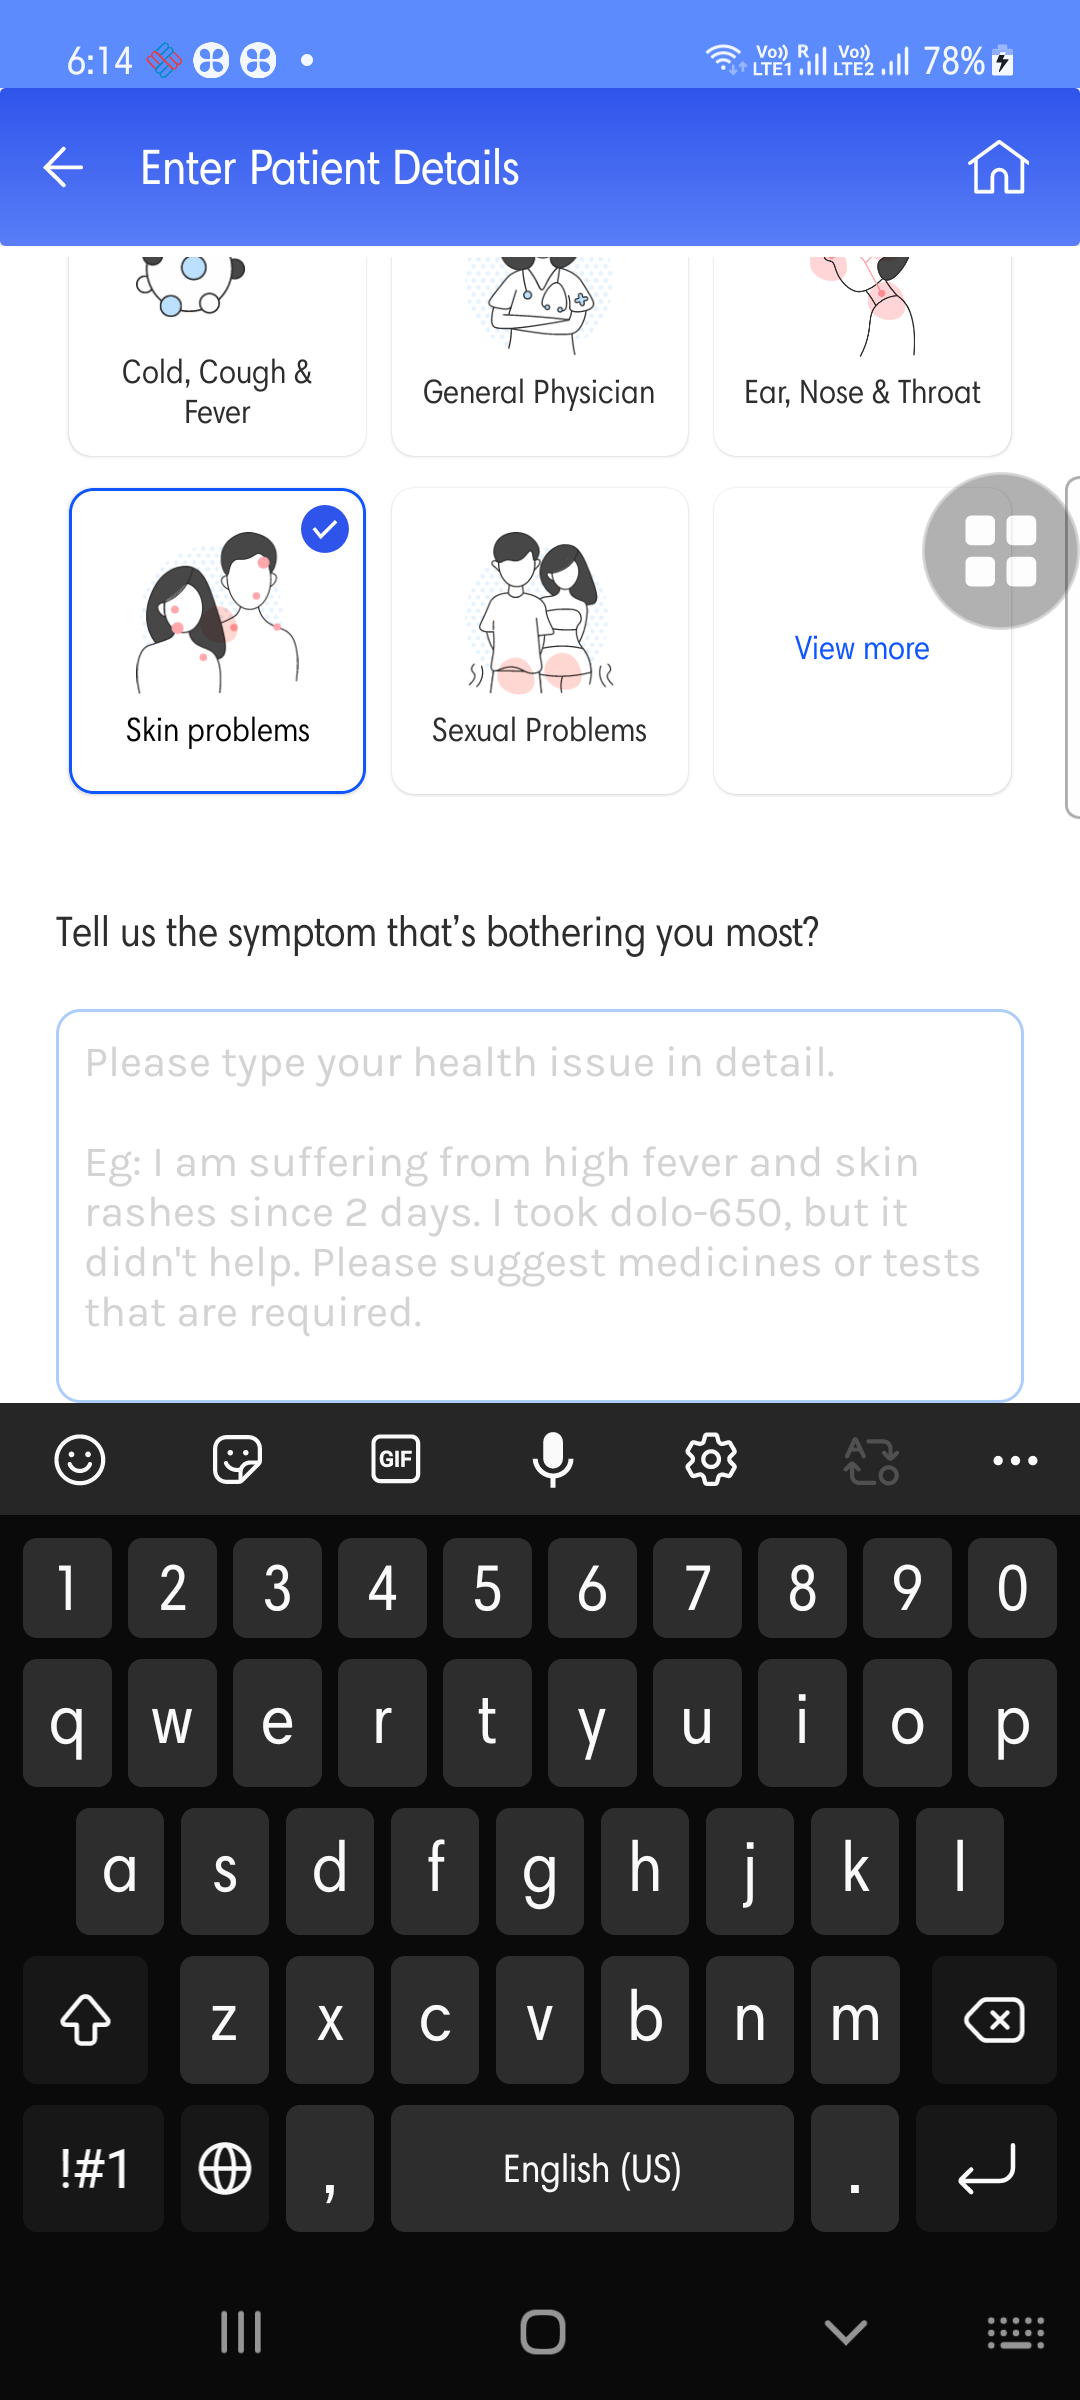 6:14
Vo)) R Vo))
LTE1 LTE2 78%
Enter Patient Details
Cold, Cough &
Fever
General Physician
Ear, Nose & Throat
Skin problems
Sexual Problems
View more
Tell us the symptom that’s bothering you most?
Please type your health issue in detail.
Eg: I am suffering from high fever and skin
rashes since 2 days. I took dolo-650, but it
didn't help. Please suggest medicines or tests
that are required.
GIF
1 2 3 4 5 6 7 8 9 0
q w e r t y u i o p
a s d f g h j k l
z x c v b n m
!#1 , English (US) .